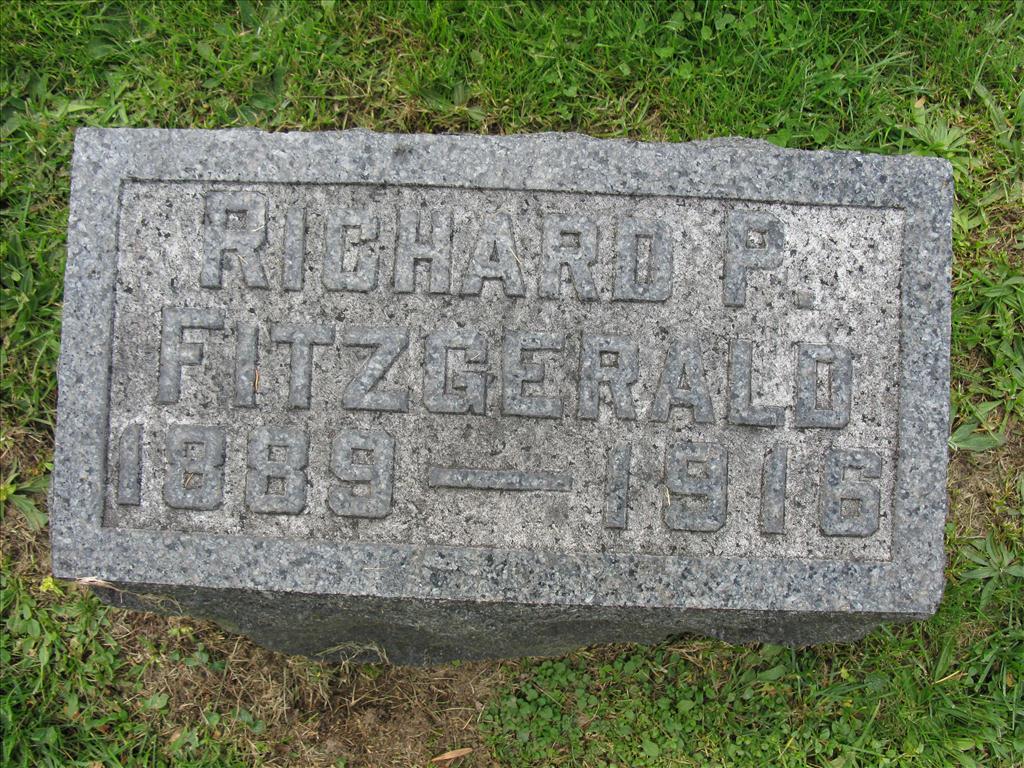 RICHARD P.
FITZGERALD
1889 — 1916